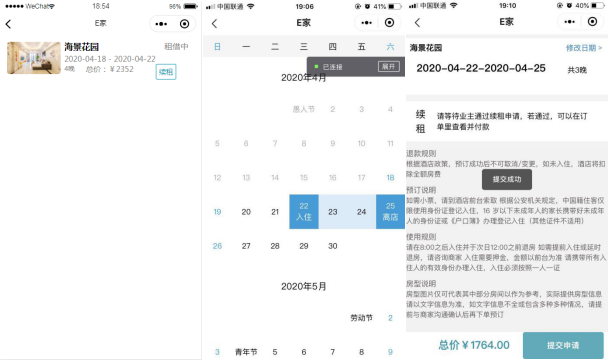 WeChat
18:54
98%
E家
海景花园
租借中
2020-04-18 - 2020-04-22
4晚 总价：¥2352
续租
中国联通
19:06
41%
E家
日 一 二 三 四 五 六
2020年4月
已连接
展开
愚人节 2 3 4
5 6 7 8 9 10 11
12 13 14 15 16 17 18
19 20 21 22 23 24 25
入住 离店
26 27 28 29 30
2020年5月
劳动节 2
3 青年节 5 6 7 8 9
中国联通
19:10
40%
E家
海景花园
修改日期 >
2020-04-22-2020-04-25
共3晚
续租
请等待业主通过续租申请，若通过，可以在订
单里查看并付款
退款规则
根据酒店政策，预订成功后不可取消/变更，如未入住，酒店将扣
除全额房费
提交成功
预订说明
如需小票，请到酒店前台索取 根据公安机关规定，中国籍住客仅
限使用身份证登记入住，16 岁以下未成年人的家长携带好未成年
人的身份证或《户口簿》办理登记入住（其他证件不适用）
使用规则
请在8:00之后入住并于次日12:00之前退房 如需提前入住或延时
退房，请咨询商家 入住需要押金，金额以前台为准 请携带所有入
住人的有效身份办理入住，入住必须按照一人一证
房型说明
房型图片仅可代表其中部分房间以作为参考，实际提供房型信息
请以文字信息为准，如文字信息不全或包含多种多种情况，请提
前与商家沟通确认后再下单预订
总价￥1764.00
提交申请